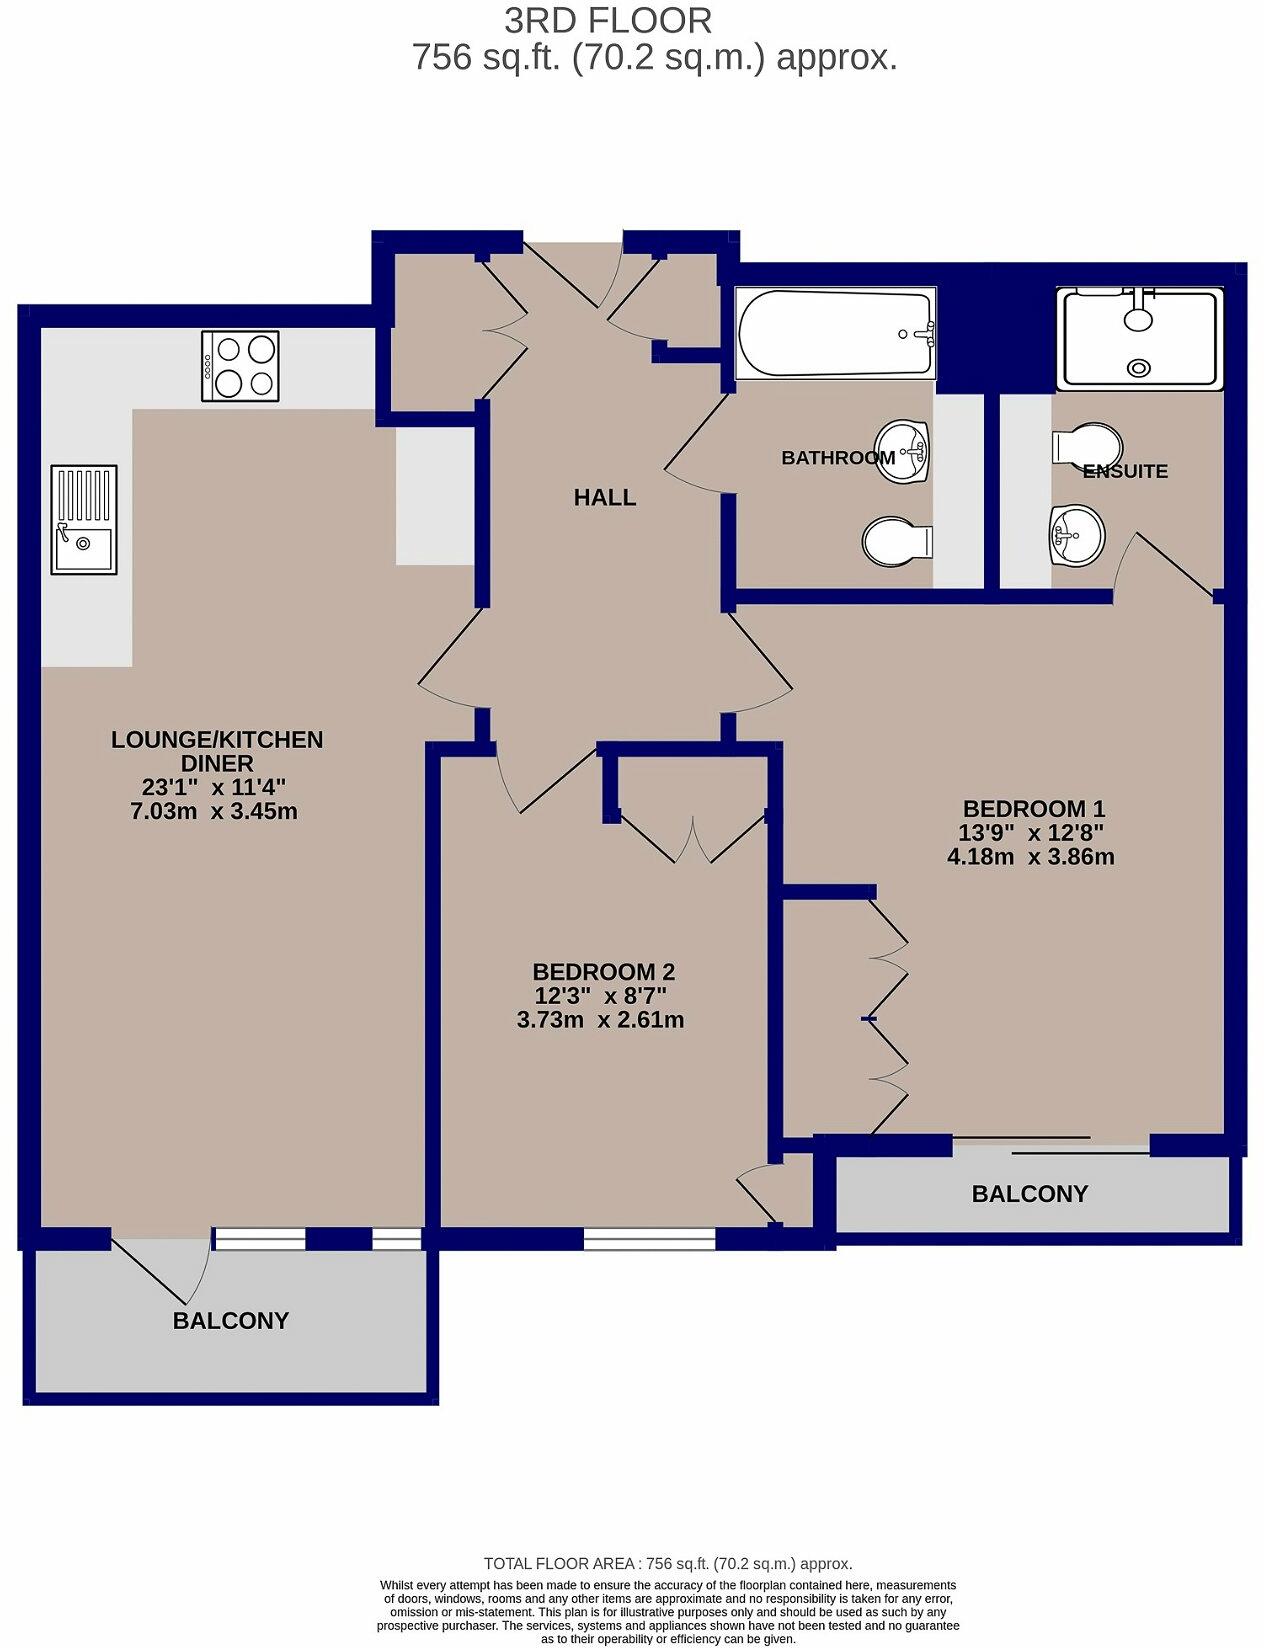 3RD FLOOR
756 sq.ft. (70.2 sq.m.) approx.
BATHROOM
ENSUITE
HALL
LOUNGE/KITCHEN
DINER
23'1" x 11'4"
7.03m x 3.45m
BEDROOM 1
13'9" x 12'8"
4.18m x 3.86m
BEDROOM 2
12'3" x 8'7"
3.73m x 2.61m
BALCONY
BALCONY
TOTAL FLOOR AREA : 756 sq.ft. (70.2 sq.m.) approx.
Whilst every attempt has been made to ensure the accuracy of the floorplan contained here, measurements
of doors, windows, rooms and any other items are approximate and no responsibility is taken for any error,
omission or mis-statement. This plan is for illustrative purposes only and should be used as such by any
prospective purchaser. The services, systems and appliances shown have not been tested and no guarantee
as to their operability or efficiency can be given.